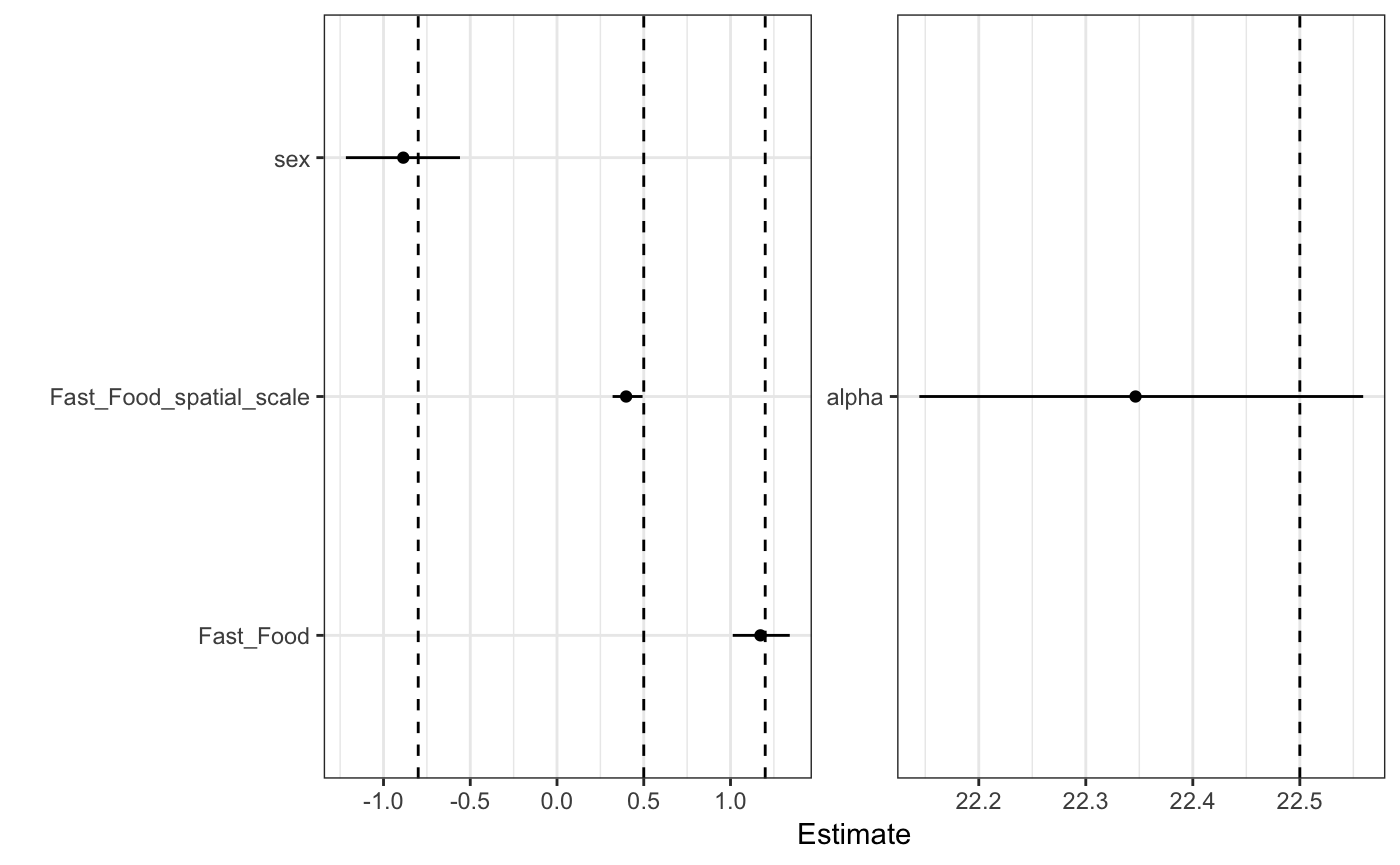 sex
Fast_Food_spatial_scale
Fast_Food
-1.0 -0.5 0.0 0.5 1.0
alpha
22.2 22.3 22.4 22.5
Estimate